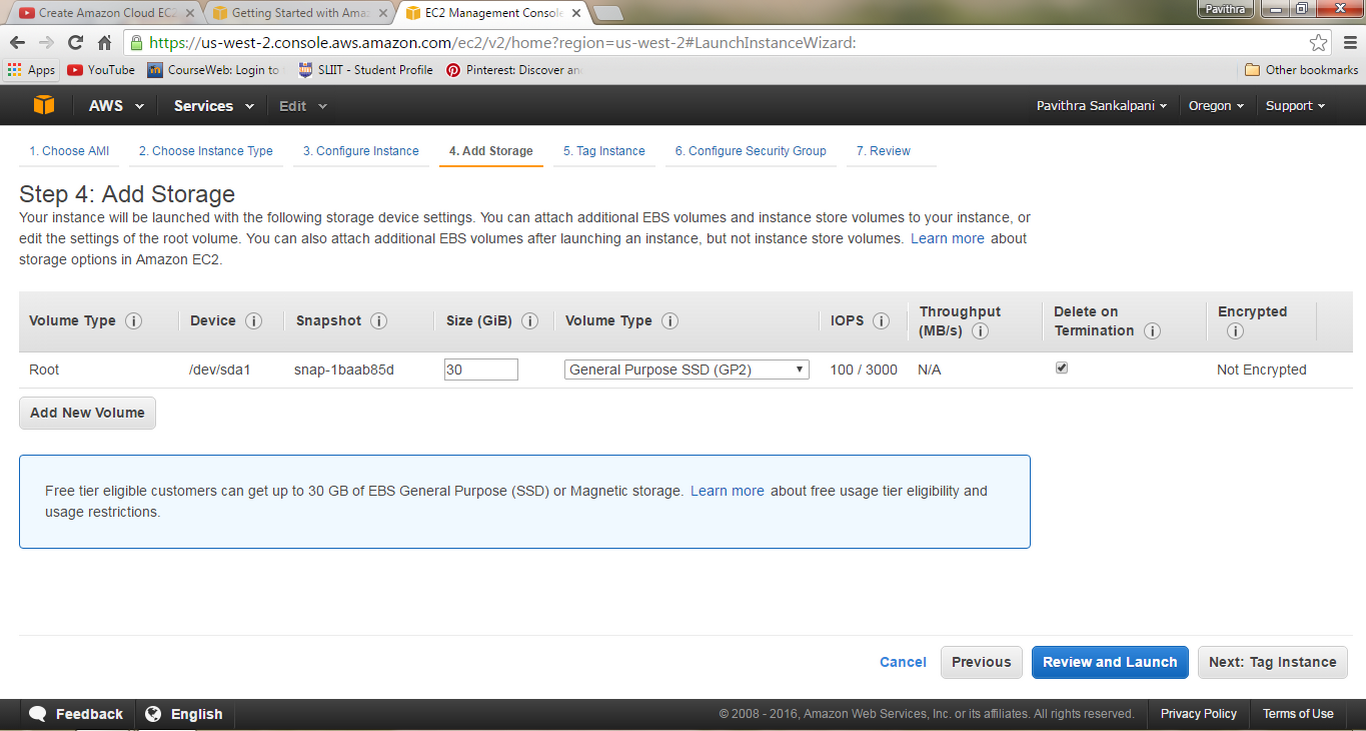 Create Amazon Cloud EC2
Getting Started with Amaz
EC2 Management Console
Pavithra
https://us-west-2.console.aws.amazon.com/ec2/v2/home?region=us-west-2#LaunchInstanceWizard:
Apps YouTube CourseWeb: Login to SLIIT - Student Profile Pinterest: Discover an Other bookmarks
AWS Services Edit Pavithra Sankalpani Oregon Support
1. Choose AMI 2. Choose Instance Type 3. Configure Instance 4. Add Storage 5. Tag Instance 6. Configure Security Group 7. Review
Step 4: Add Storage
Your instance will be launched with the following storage device settings. You can attach additional EBS volumes and instance store volumes to your instance, or
edit the settings of the root volume. You can also attach additional EBS volumes after launching an instance, but not instance store volumes. Learn more about
storage options in Amazon EC2.
Volume Type Device Snapshot Size (GiB) Volume Type IOPS Throughput (MB/s) Delete on Termination Encrypted
Root /dev/sda1 snap-1baab85d 30 General Purpose SSD (GP2) 100 / 3000 N/A Not Encrypted
Add New Volume
Free tier eligible customers can get up to 30 GB of EBS General Purpose (SSD) or Magnetic storage. Learn more about free usage tier eligibility and
usage restrictions.
Cancel Previous Review and Launch Next: Tag Instance
Feedback English © 2008 - 2016, Amazon Web Services, Inc. or its affiliates. All rights reserved. Privacy Policy Terms of Use